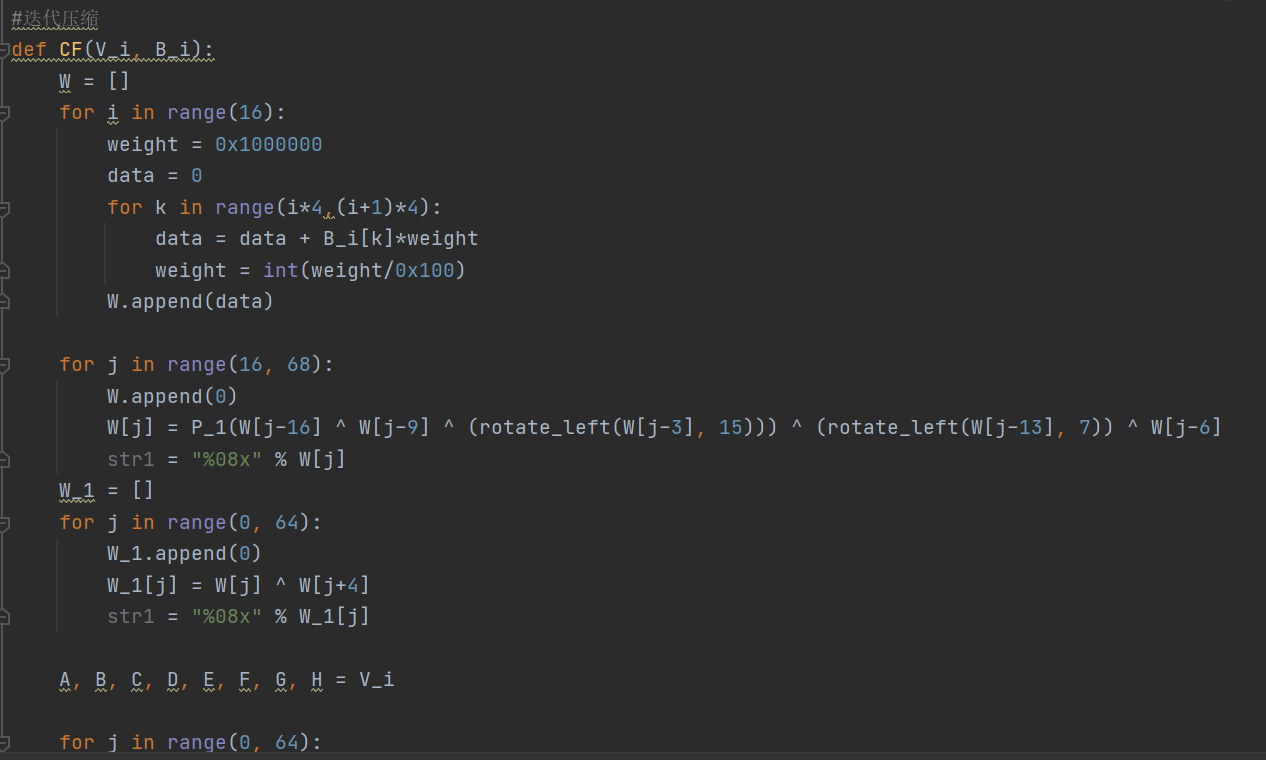 #迭代压缩
def CF(V_i, B_i):
    W = []
    for i in range(16):
        weight = 0x1000000
        data = 0
        for k in range(i*4,(i+1)*4):
            data = data + B_i[k]*weight
            weight = int(weight/0x100)
        W.append(data)

    for j in range(16, 68):
        W.append(0)
        W[j] = P_1(W[j-16] ^ W[j-9] ^ (rotate_left(W[j-3], 15))) ^ (rotate_left(W[j-13], 7)) ^ W[j-6]
        str1 = "%08x" % W[j]
    W_1 = []
    for j in range(0, 64):
        W_1.append(0)
        W_1[j] = W[j] ^ W[j+4]
        str1 = "%08x" % W_1[j]

    A, B, C, D, E, F, G, H = V_i

    for j in range(0, 64):